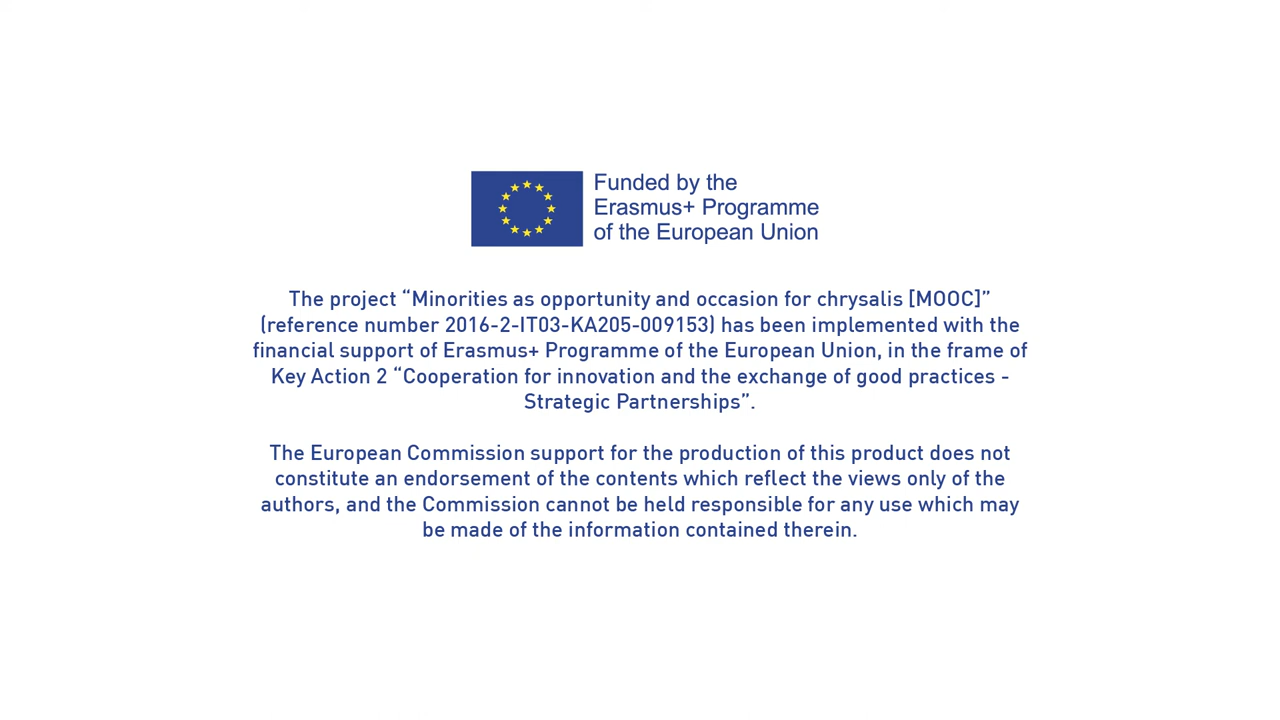 Funded by the
Erasmus+ Programme
of the European Union
The project “Minorities as opportunity and occasion for chrysalis [MOOC]”
(reference number 2016-2-IT03-KA205-009153) has been implemented with the
financial support of Erasmus+ Programme of the European Union, in the frame of
Key Action 2 “Cooperation for innovation and the exchange of good practices -
Strategic Partnerships”.
The European Commission support for the production of this product does not
constitute an endorsement of the contents which reflect the views only of the
authors, and the Commission cannot be held responsible for any use which may
be made of the information contained therein.